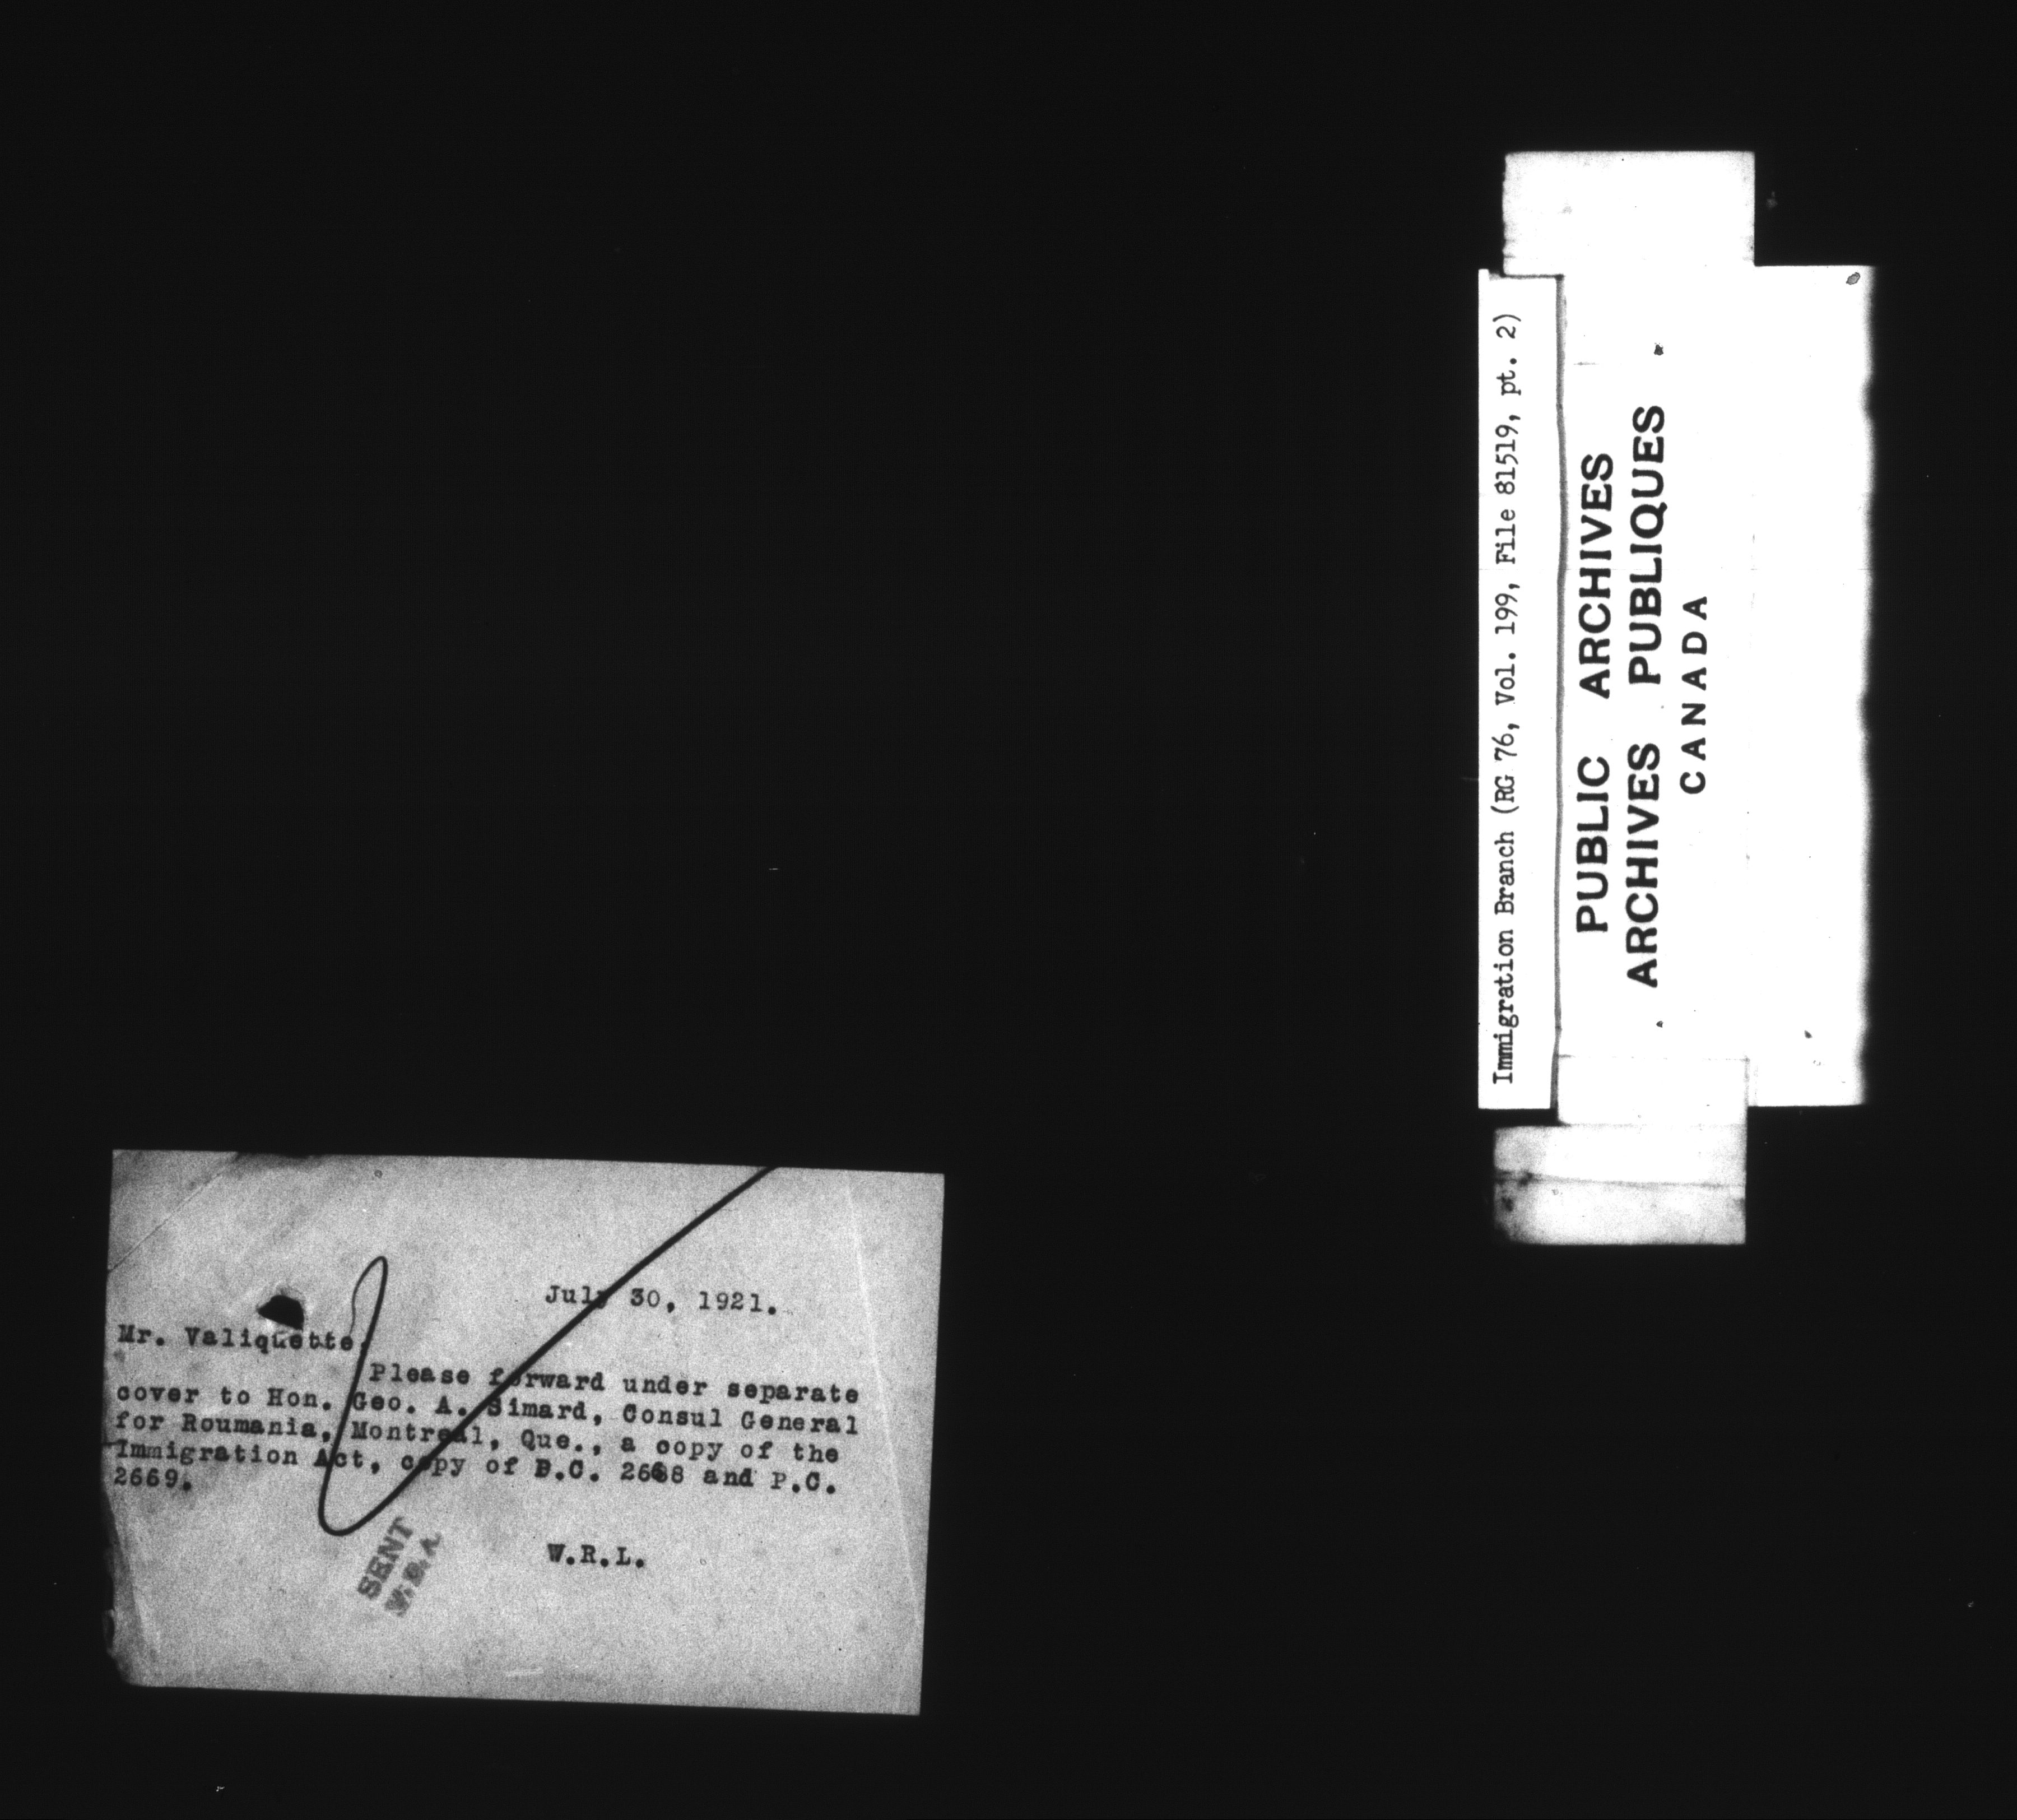 July 30, 1921.
Mr. Valiquette
Please forward under separate
cover to Hon. Geo. A. Simard, Consul General
for Roumania, Montreal, Que., a copy of the
Immigration Act, copy of P.C. 2668 and P.C.
2669.
W.R.L.
SENT
Immigration Branch (RG 76, Vol. 199, File 81519, pt. 2)
PUBLIC ARCHIVES
ARCHIVES PUBLIQUES
CANADA